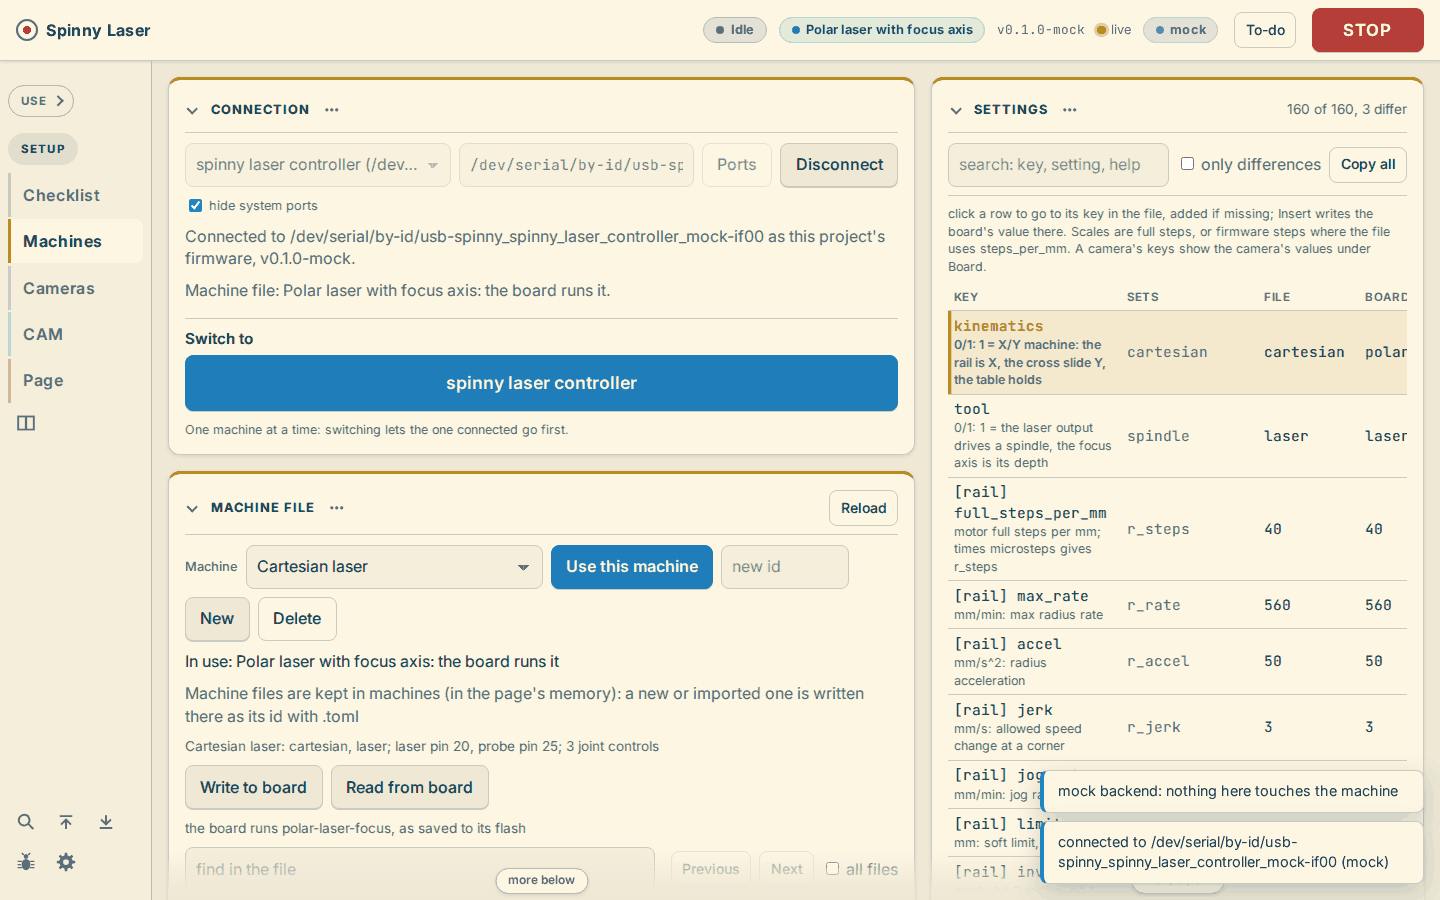 Spinny Laser
Idle
Polar laser with focus axis
v0.1.0-mock
live
mock
To-do
STOP
USE
SETUP
Checklist
Machines
Cameras
CAM
Page
CONNECTION
spinny laser controller (/dev...
/dev/serial/by-id/usb-sp
Ports
Disconnect
hide system ports
Connected to /dev/serial/by-id/usb-spinny_spinny_laser_controller_mock-if00 as this project's
firmware, v0.1.0-mock.
Machine file: Polar laser with focus axis: the board runs it.
Switch to
spinny laser controller
One machine at a time: switching lets the one connected go first.
MACHINE FILE
Reload
Machine
Cartesian laser
Use this machine
new id
New
Delete
In use: Polar laser with focus axis: the board runs it
Machine files are kept in machines (in the page's memory): a new or imported one is written
there as its id with .toml
Cartesian laser: cartesian, laser; laser pin 20, probe pin 25; 3 joint controls
Write to board
Read from board
the board runs polar-laser-focus, as saved to its flash
find in the file
Previous
Next
all files
more below
SETTINGS
160 of 160, 3 differ
search: key, setting, help
only differences
Copy all
click a row to go to its key in the file, added if missing; Insert writes the
board's value there. Scales are full steps, or firmware steps where the file
uses steps_per_mm. A camera's keys show the camera's values under
Board.
KEY SETS FILE BOARD
kinematics
0/1: 1 = X/Y machine: the
rail is X, the cross slide Y,
the table holds
cartesian cartesian polar
tool
0/1: 1 = the laser output
drives a spindle, the focus
axis is its depth
spindle laser laser
[rail]
full_steps_per_mm
motor full steps per mm;
times microsteps gives
r_steps
r_steps 40 40
[rail] max_rate
mm/min: max radius rate
r_rate 560 560
[rail] accel
mm/s^2: radius
acceleration
r_accel 50 50
[rail] jerk
mm/s: allowed speed
change at a corner
r_jerk 3 3
[rail] jog
mm/min: jog
[rail] lim
mm: soft limit,
[rail] inv
mock backend: nothing here touches the machine
connected to /dev/serial/by-id/usb-
spinny_spinny_laser_controller_mock-if00 (mock)